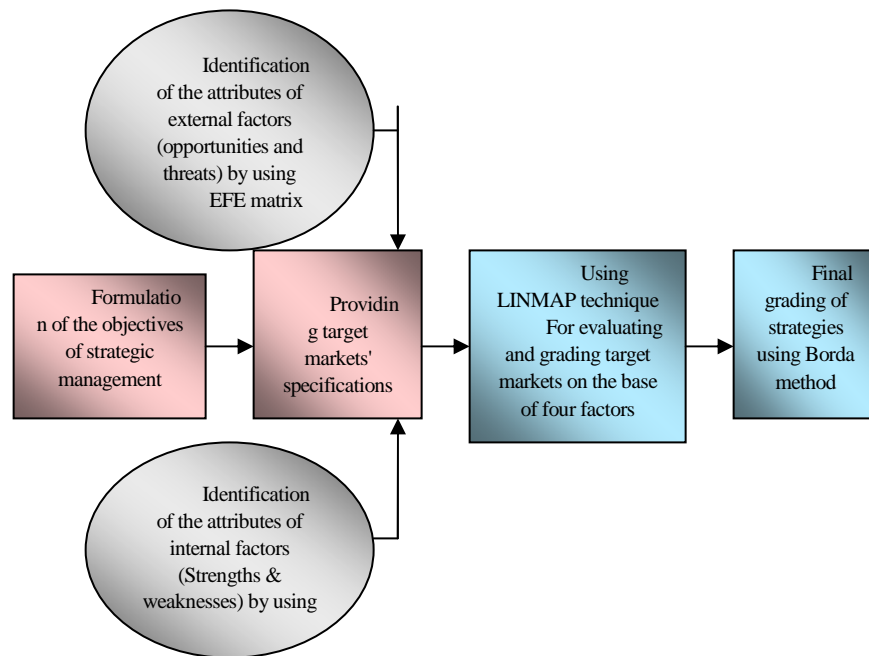 Identification
of the attributes of
external factors
(opportunities and
threats) by using
EFE matrix
Formulatio
n of the objectives
of strategic
management
Providin
g target
markets'
specifications
Using
LINMAP technique
For evaluating
and grading target
markets on the base
of four factors
Final
grading of
strategies
using Borda
method
Identification
of the attributes of
internal factors
(Strengths &
weaknesses) by using